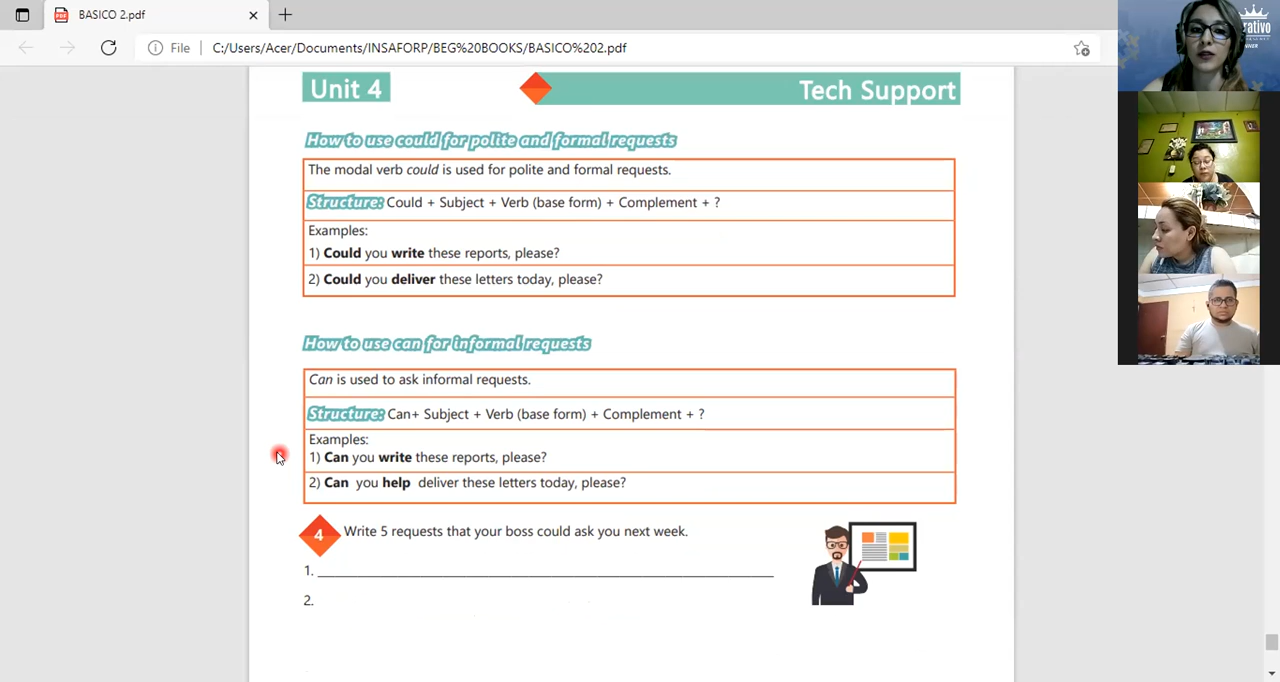 BASICO 2.pdf
File C:/Users/Acer/Documents/INSAFORP/BEG%20BOOKS/BASICO%202.pdf
Unit 4
Tech Support
How to use could for polite and formal requests
The modal verb could is used for polite and formal requests.
Structure: Could + Subject + Verb (base form) + Complement + ?
Examples:
1) Could you write these reports, please?
2) Could you deliver these letters today, please?
How to use can for informal requests
Can is used to ask informal requests.
Structure: Can+ Subject + Verb (base form) + Complement + ?
Examples:
1) Can you write these reports, please?
2) Can you help deliver these letters today, please?
4 Write 5 requests that your boss could ask you next week.
1.
2.